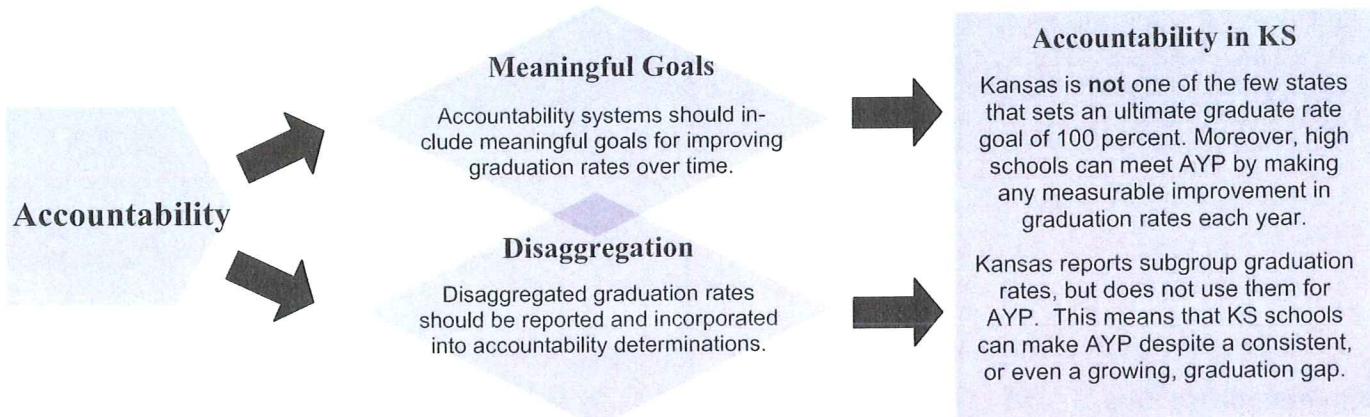 Accountability
Meaningful Goals
Accountability systems should in-
clude meaningful goals for improving
graduation rates over time.
Disaggregation
Disaggregated graduation rates
should be reported and incorporated
into accountability determinations.
Accountability in KS
Kansas is not one of the few states
that sets an ultimate graduate rate
goal of 100 percent. Moreover, high
schools can meet AYP by making
any measurable improvement in
graduation rates each year.
Kansas reports subgroup graduation
rates, but does not use them for
AYP.  This means that KS schools
can make AYP despite a consistent,
or even a growing, graduation gap.